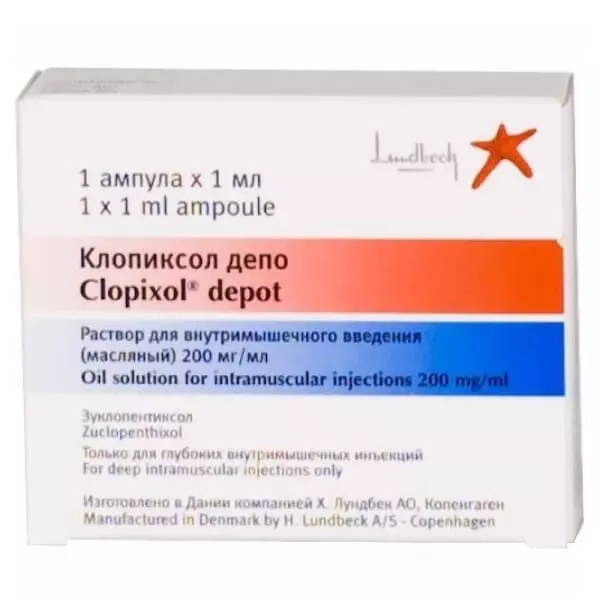 Lundbeck
1 ампула x 1 мл
1 x 1 ml ampoule
Клопиксол депо
Clopixol® depot
Раствор для внутримышечного введения
(масляный) 200 мг/мл
Oil solution for intramuscular injections 200 mg/ml
Зуклопентиксол
Zuclopenthixol
Только для глубоких внутримышечных инъекций
For deep intramuscular injections only
Изготовлено в Дании компанией Х. Лундбек АО, Копенгаген
Manufactured in Denmark by H. Lundbeck A/S - Copenhagen